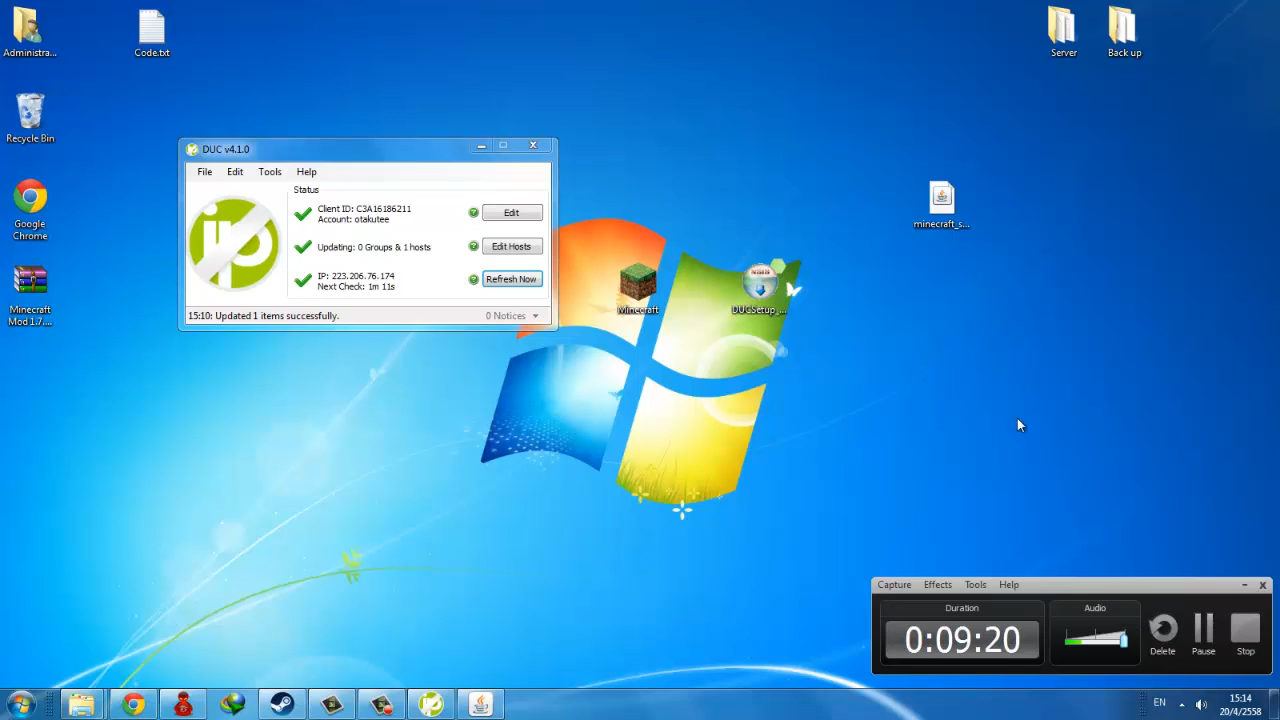 Administra...
Code.txt
Server
Back up
Recycle Bin
Google
Chrome
Minecraft
Mod 1.7....
DUC v4.1.0
File Edit Tools Help
Status
Client ID: C3A16186211
Account: otakutee
Edit
Updating: 0 Groups & 1 hosts
Edit Hosts
IP: 223.206.76.174
Next Check: 1m 11s
Refresh Now
15:10: Updated 1 items successfully.
0 Notices
minecraft_s...
Minecraft
DUCSetup_...
Capture Effects Tools Help
Duration
Audio
0:09:20
Delete
Pause
Stop
EN
15:14
20/4/2558